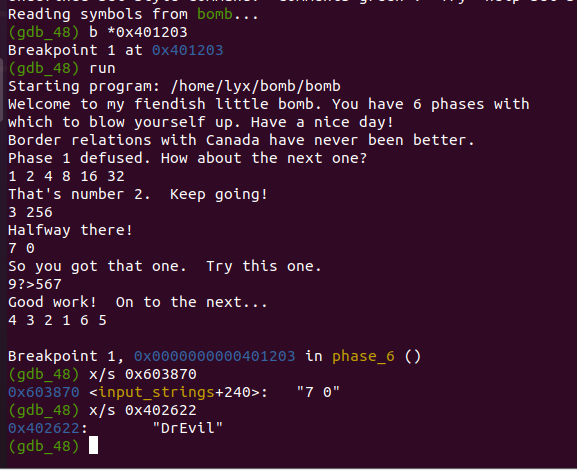 Reading symbols from bomb...
(gdb_48) b *0x401203
Breakpoint 1 at 0x401203
(gdb_48) run
Starting program: /home/lyx/bomb/bomb
Welcome to my fiendish little bomb. You have 6 phases with
which to blow yourself up. Have a nice day!
Border relations with Canada have never been better.
Phase 1 defused. How about the next one?
1 2 4 8 16 32
That's number 2.  Keep going!
3 256
Halfway there!
7 0
So you got that one.  Try this one.
9?>567
Good work!  On to the next...
4 3 2 1 6 5
Breakpoint 1, 0x0000000000401203 in phase_6 ()
(gdb_48) x/s 0x603870
0x603870 <input_strings+240>:   "7 0"
(gdb_48) x/s 0x402622
0x402622:       "DrEvil"
(gdb_48)